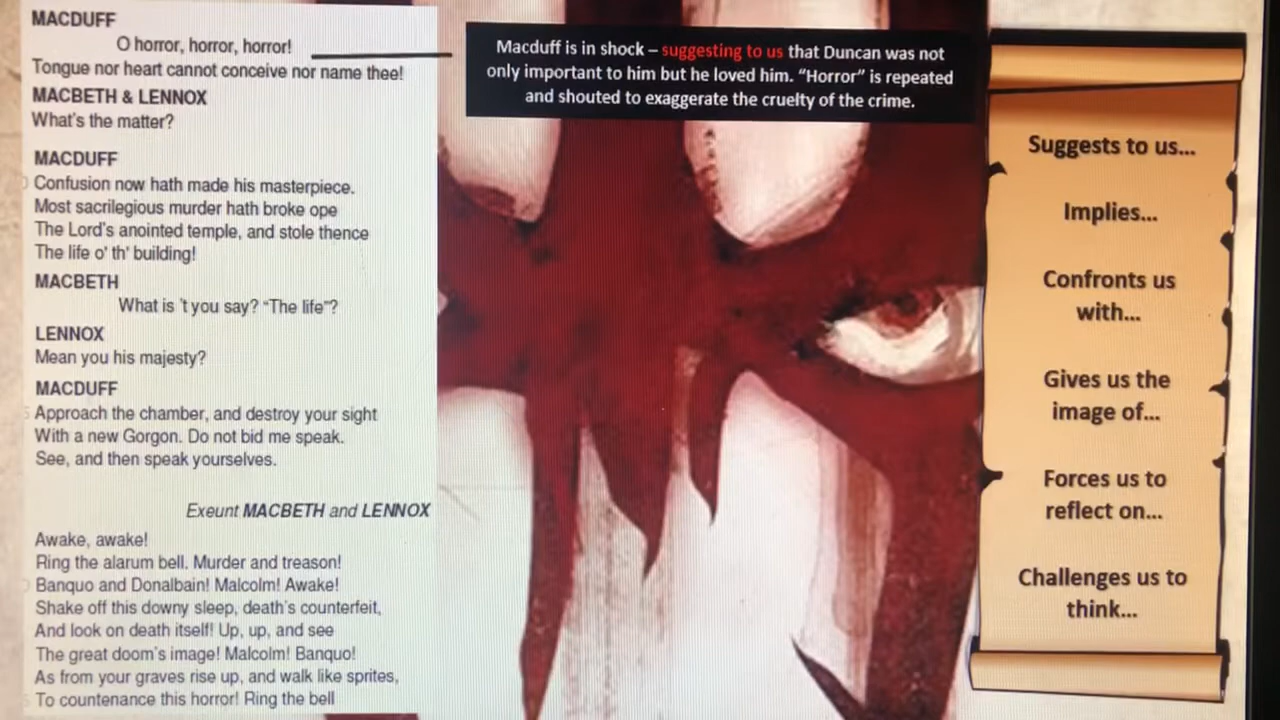 MACDUFF
O horror, horror, horror!
Tongue nor heart cannot conceive nor name thee!
MACBETH & LENNOX
What's the matter?
MACDUFF
Confusion now hath made his masterpiece.
Most sacrilegious murder hath broke ope
The Lord's anointed temple, and stole thence
The life o' th' building!
MACBETH
What is 't you say? "The life"?
LENNOX
Mean you his majesty?
MACDUFF
Approach the chamber, and destroy your sight
With a new Gorgon. Do not bid me speak.
See, and then speak yourselves.
Exeunt MACBETH and LENNOX
Awake, awake!
Ring the alarum bell. Murder and treason!
Banquo and Donalbain! Malcolm! Awake!
Shake off this downy sleep, death's counterfeit,
And look on death itself! Up, up, and see
The great doom's image! Malcolm! Banquo!
As from your graves rise up, and walk like sprites,
To countenance this horror! Ring the bell
Macduff is in shock – suggesting to us that Duncan was not
only important to him but he loved him. “Horror” is repeated
and shouted to exaggerate the cruelty of the crime.
Suggests to us...
Implies...
Confronts us
with...
Gives us the
image of...
Forces us to
reflect on...
Challenges us to
think...